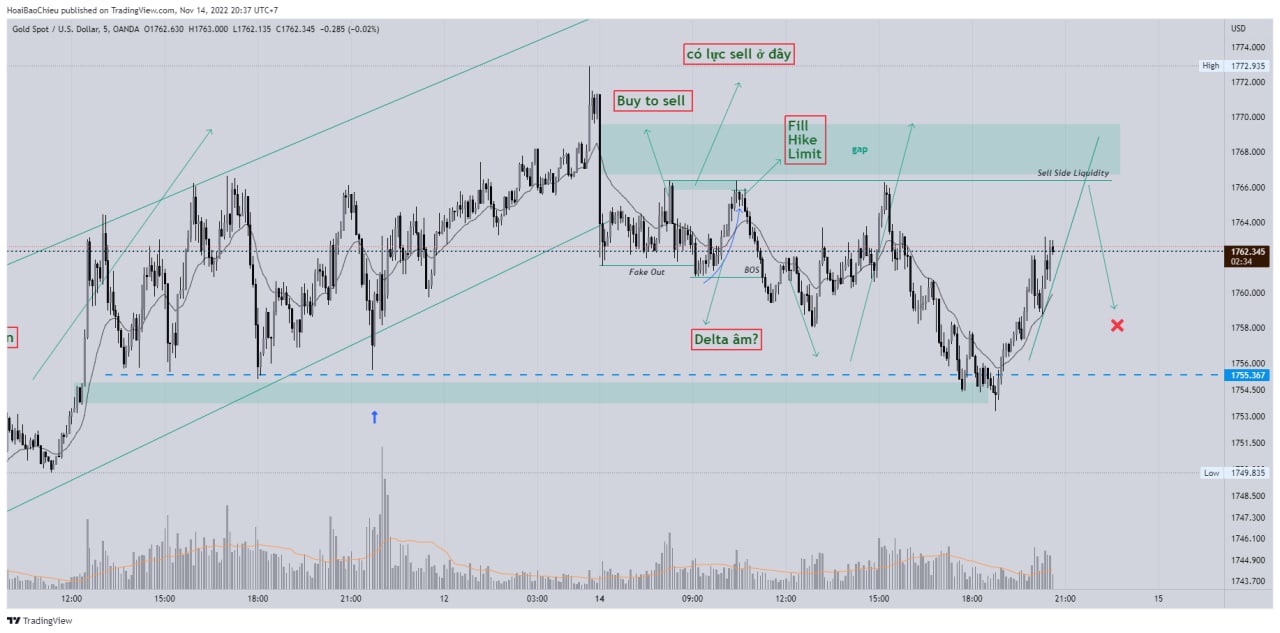 HoaiBaoChieu published on TradingView.com, Nov 14, 2022 20:37 UTC+7
Gold Spot / U.S. Dollar, 5, OANDA O1762.630 H1763.000 L1762.135 C1762.345 −0.285 (−0.02%)
USD
1774.000
High 1772.935
1772.000
1770.000
1768.000
1766.000
1764.000
1762.345
02:34
1760.000
1758.000
1756.000
1755.367
1754.500
1753.000
1751.500
Low 1749.835
1748.500
1747.300
1746.100
1744.900
1743.700
có lực sell ở đây
Buy to sell
Fill
Hike
Limit
gap
Sell Side Liquidity
Fake Out
BOS
Delta âm?
n
12:00 15:00 18:00 21:00 12 03:00 14 09:00 12:00 15:00 18:00 21:00 15
TradingView